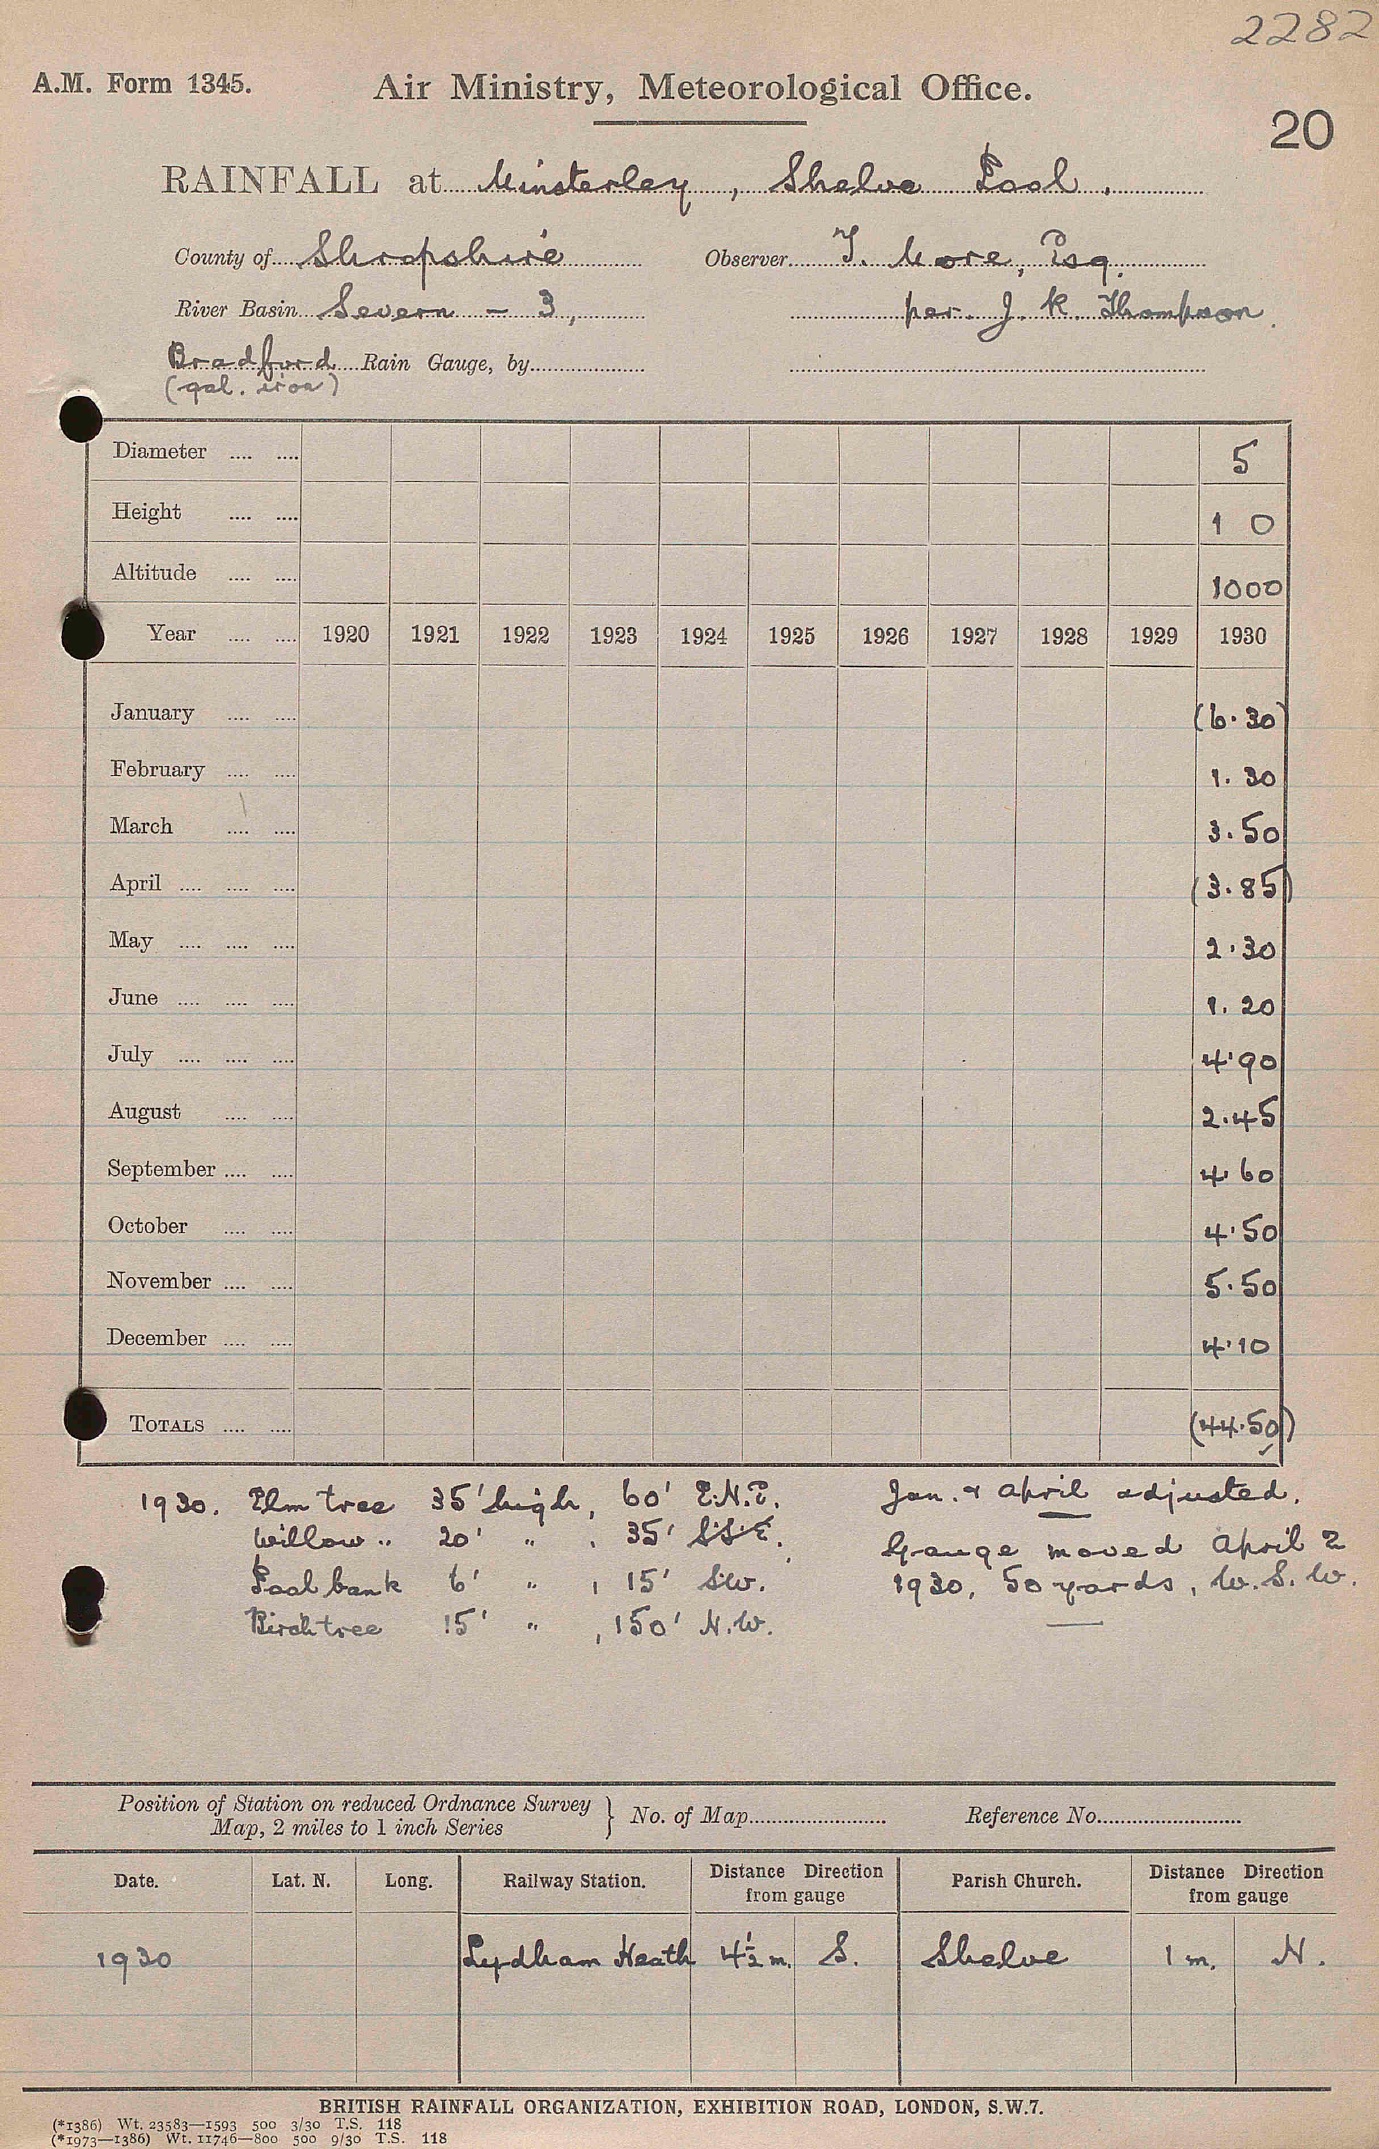 2282
A.M. Form 1345.
Air Ministry, Meteorological Office.
20
RAINFALL at Minsterley, Shelve Pool.
County of Shropshire Observer T. More, Esq.
River Basin Severn - 3, per. J. K Thompson.
Bradford Rain Gauge, by
(gal. iron)
Diameter .... .... 5
Height .... .... 1 0
Altitude .... .... 1000
Year .... .... 1920 1921 1922 1923 1924 1925 1926 1927 1928 1929 1930
January .... .... (6.30)
February .... .... 1.30
March .... .... 3.50
April .... .... .... (3.85)
May .... .... .... 2.30
June .... .... .... 1.20
July .... .... .... 4.90
August .... .... 2.45
September .... .... 4.60
October .... .... 4.50
November .... .... 5.50
December .... .... 4.10
TOTALS .... .... (44.50)
1930. Elm tree 35' high, 60' E.N.E. Jan. & April adjusted.
Willow " 20' " , 35' S.S.E. Gauge moved April 2
Pool bank 6' " , 15' SW. 1930, 50 yards, W.S.W.
Birch tree 15' " , 150' N.W.
Position of Station on reduced Ordnance Survey
Map, 2 miles to 1 inch Series } No. of Map Reference No.
Date. Lat. N. Long. Railway Station. Distance Direction from gauge Parish Church. Distance Direction from gauge
1930 Lydham Heath 4½ m. S. Shelve 1 m. N.
BRITISH RAINFALL ORGANIZATION, EXHIBITION ROAD, LONDON, S.W.7.
(*1386) Wt. 23583—1593 500 3/30 T.S. 118
(*1973—1386) Wt. 11746—800 500 9/30 T.S. 118